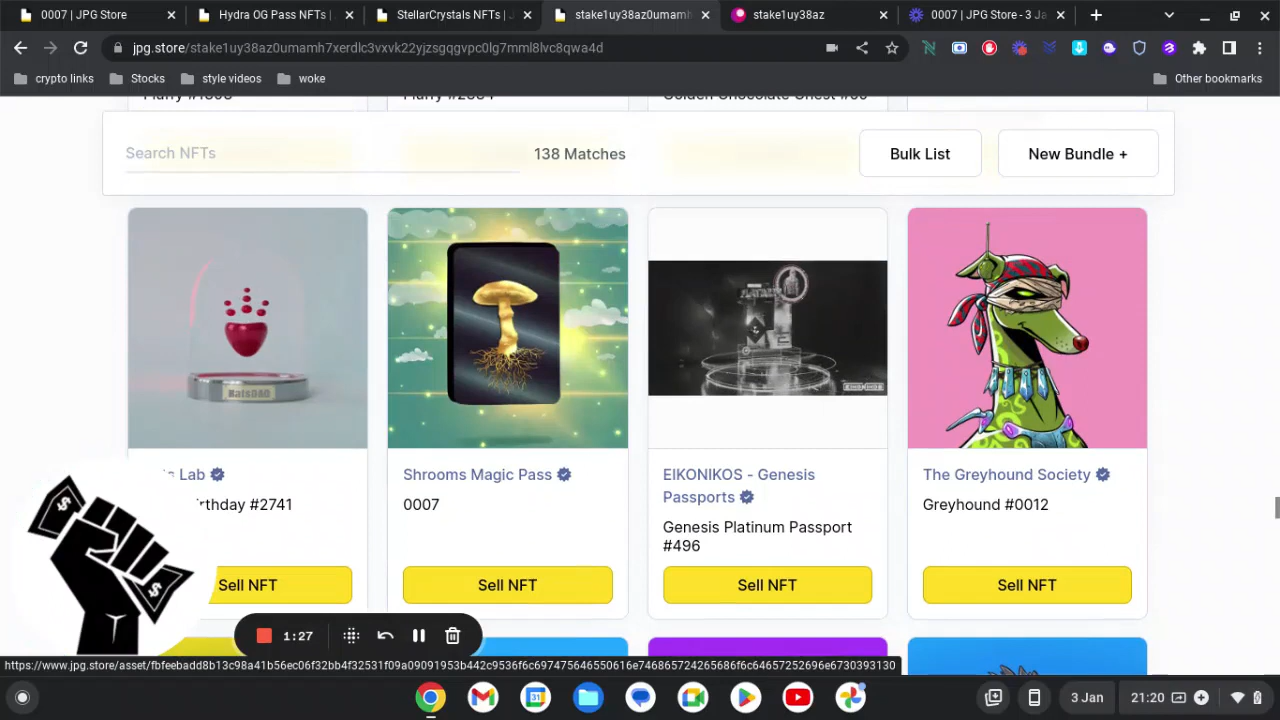 0007 | JPG Store
Hydra OG Pass NFTs |
StellarCrystals NFTs | J
stake1uy38az0umamh
stake1uy38az
0007 | JPG Store - 3 Ja
jpg.store/stake1uy38az0umamh7xerdlc3vxvk22yjzsgqgvpc0lg7mml8lvc8qwa4d
crypto links
Stocks
style videos
woke
Other bookmarks
Search NFTs
138 Matches
Bulk List
New Bundle +
Shrooms Magic Pass
0007
EIKONIKOS - Genesis
Passports
Genesis Platinum Passport
#496
The Greyhound Society
Greyhound #0012
Lab
rthday #2741
Sell NFT
Sell NFT
Sell NFT
Sell NFT
1:27
https://www.jpg.store/asset/fbfeebadd8b13c98a41b56ec06f32bb4f32531f09a09091953b442c9536f6c697475646550616e746865724265686f6c64657252696e6730393130
3 Jan
21:20